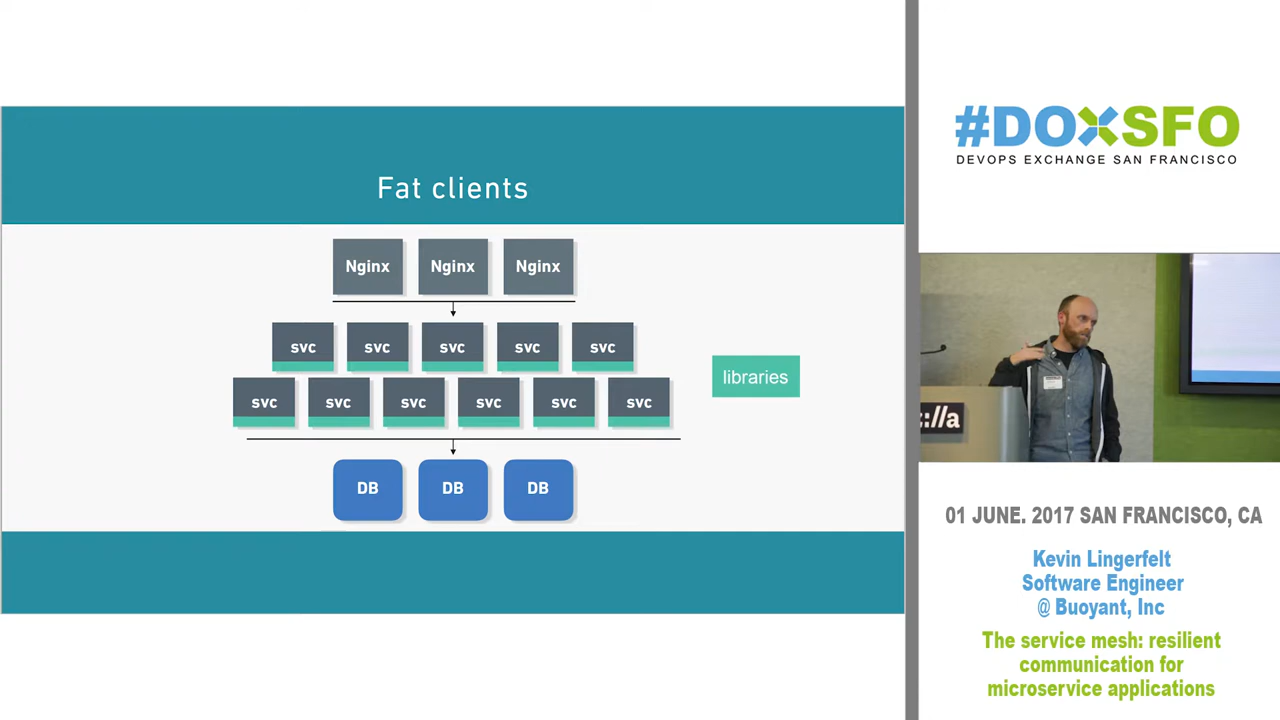 Fat clients
Nginx Nginx Nginx
svc svc svc svc svc
libraries
svc svc svc svc svc svc
DB DB DB
#DOXSFO
DEVOPS EXCHANGE SAN FRANCISCO
://a
01 JUNE. 2017 SAN FRANCISCO, CA
Kevin Lingerfelt
Software Engineer
@ Buoyant, Inc
The service mesh: resilient
communication for
microservice applications